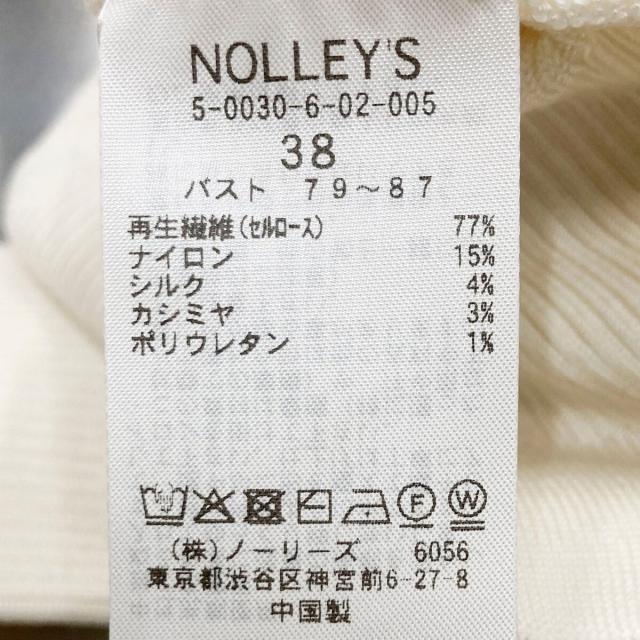 NOLLEY'S
5-0030-6-02-005
38
バスト 79～87
再生繊維(ｾﾙﾛｰｽ) 77%
ナイロン 15%
シルク 4%
カシミヤ 3%
ポリウレタン 1%
F W
(株)ノーリーズ 6056
東京都渋谷区神宮前6-27-8
中国製